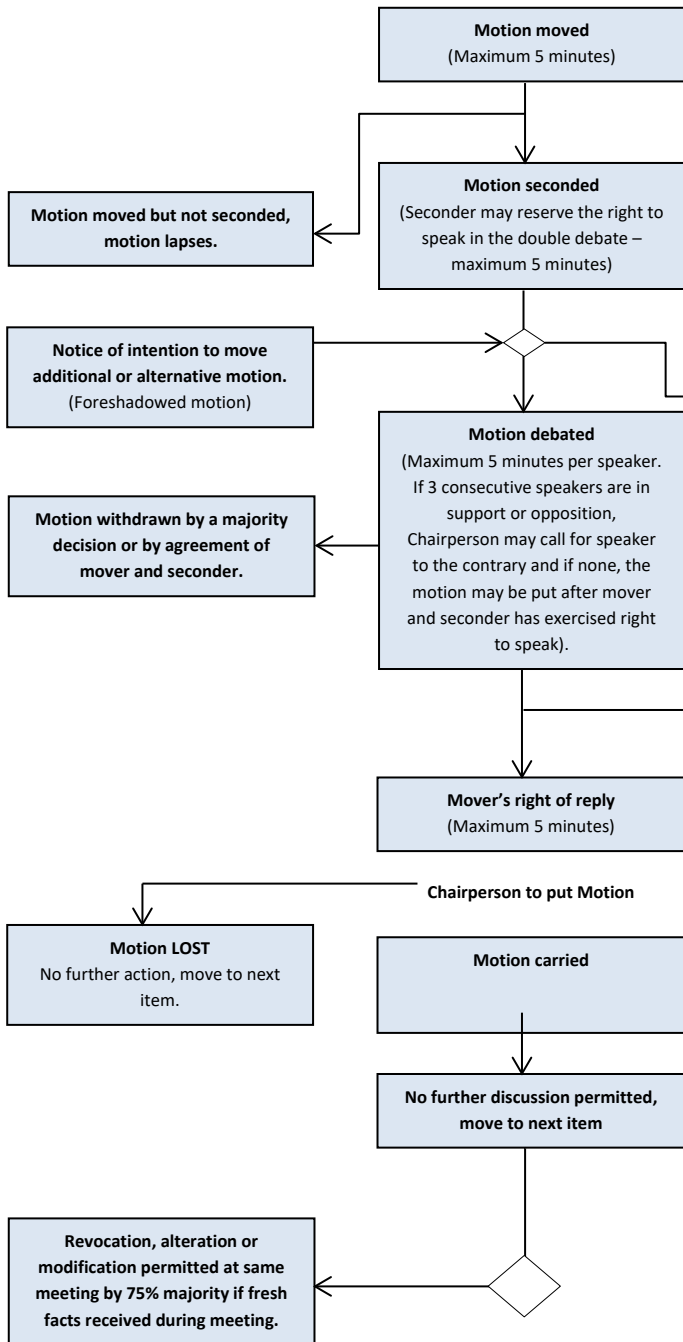 Motion moved
(Maximum 5 minutes)
Motion seconded
(Seconder may reserve the right to
speak in the double debate –
maximum 5 minutes)
Motion moved but not seconded,
motion lapses.
Notice of intention to move
additional or alternative motion.
(Foreshadowed motion)
Motion debated
(Maximum 5 minutes per speaker.
If 3 consecutive speakers are in
support or opposition,
Chairperson may call for speaker
to the contrary and if none, the
motion may be put after mover
and seconder has exercised right
to speak).
Motion withdrawn by a majority
decision or by agreement of
mover and seconder.
Mover’s right of reply
(Maximum 5 minutes)
Chairperson to put Motion
Motion LOST
No further action, move to next
item.
Motion carried
No further discussion permitted,
move to next item
Revocation, alteration or
modification permitted at same
meeting by 75% majority if fresh
facts received during meeting.